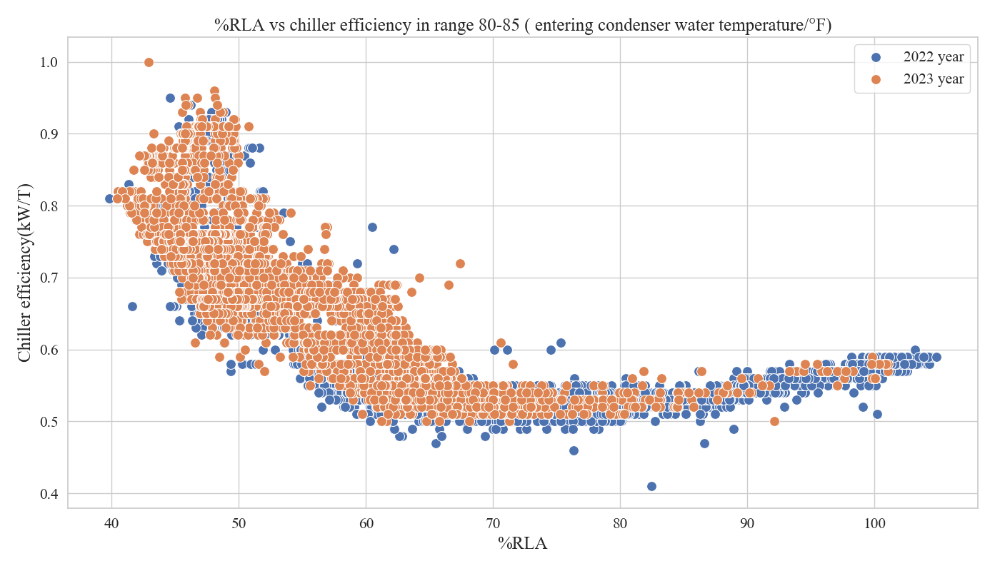 %RLA vs chiller efficiency in range 80-85 ( entering condenser water temperature/°F)
2022 year
2023 year
1.0
0.9
0.8
0.7
0.6
0.5
0.4
Chiller efficiency(kW/T)
40 50 60 70 80 90 100
%RLA